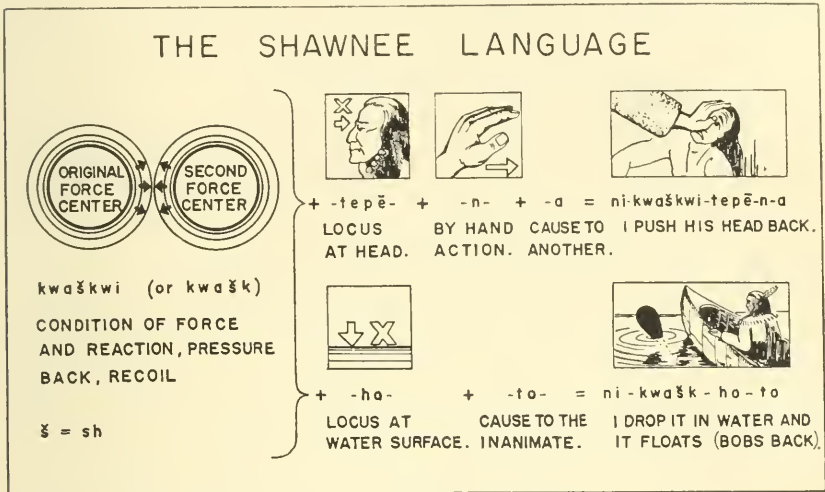 THE SHAWNEE LANGUAGE
ORIGINAL
FORCE
CENTER
SECOND
FORCE
CENTER
kwaškwi (or kwašk)
CONDITION OF FORCE
AND REACTION, PRESSURE
BACK, RECOIL
š = sh
X
+ -tepē- + -n- + -a = ni-kwaškwi-tepē-n-a
LOCUS BY HAND CAUSE TO I PUSH HIS HEAD BACK.
AT HEAD. ACTION. ANOTHER.
X
+ -ho- + -to- = ni-kwašk-ho-to
LOCUS AT CAUSE TO THE I DROP IT IN WATER AND
WATER SURFACE. INANIMATE. IT FLOATS (BOBS BACK).